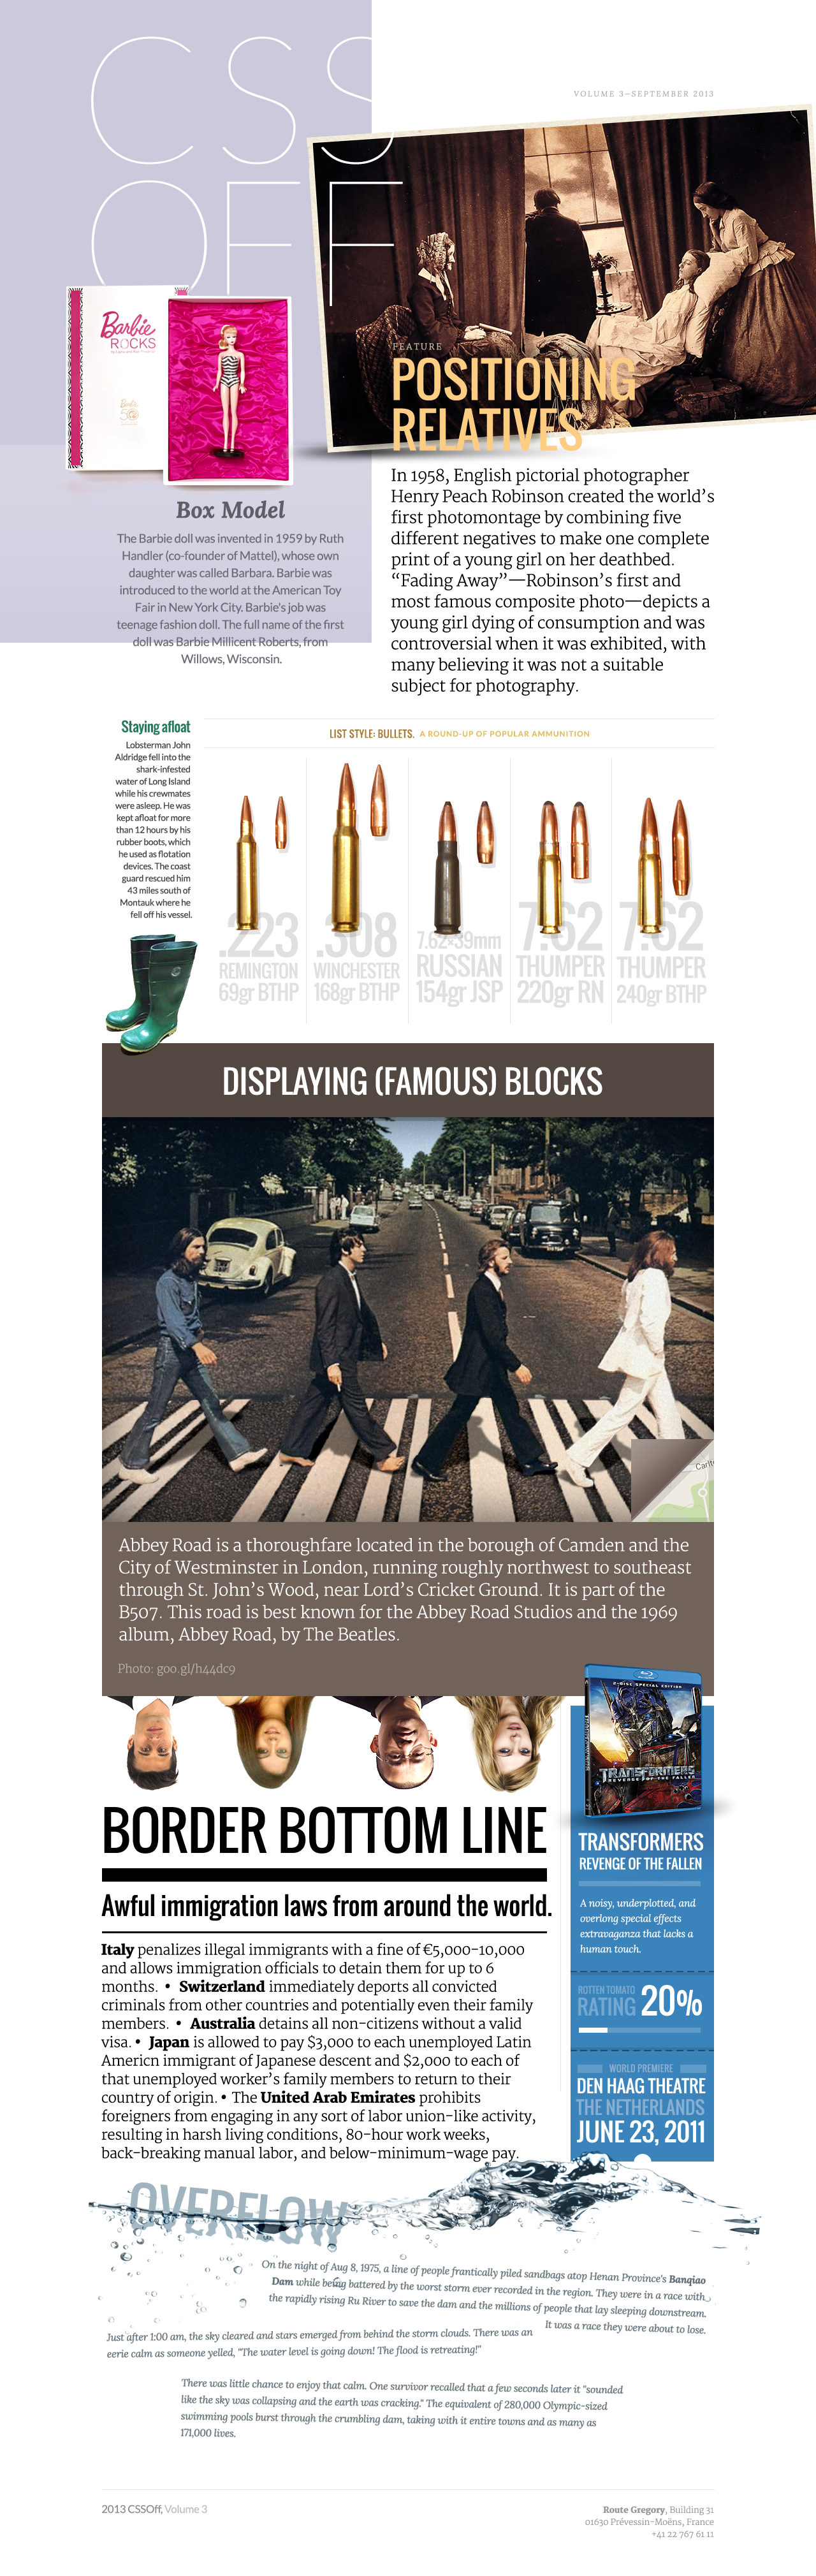 CSS
OFF
VOLUME 3–SEPTEMBER 2013
Barbie
ROCKS
FEATURE
POSITIONING
RELATIVES
In 1958, English pictorial photographer
Henry Peach Robinson created the world’s
first photomontage by combining five
different negatives to make one complete
print of a young girl on her deathbed.
“Fading Away”—Robinson’s first and
most famous composite photo—depicts a
young girl dying of consumption and was
controversial when it was exhibited, with
many believing it was not a suitable
subject for photography.
Box Model
The Barbie doll was invented in 1959 by Ruth
Handler (co-founder of Mattel), whose own
daughter was called Barbara. Barbie was
introduced to the world at the American Toy
Fair in New York City. Barbie's job was
teenage fashion doll. The full name of the first
doll was Barbie Millicent Roberts, from
Willows, Wisconsin.
Staying afloat
Lobsterman John
Aldridge fell into the
shark-infested
water of Long Island
while his crewmates
were asleep. He was
kept afloat for more
than 12 hours by his
rubber boots, which
he used as flotation
devices. The coast
guard rescued him
43 miles south of
Montauk where he
fell off his vessel.
LIST STYLE: BULLETS. A ROUND-UP OF POPULAR AMMUNITION
.223
REMINGTON
69gr BTHP
.308
WINCHESTER
168gr BTHP
7.62×39mm
RUSSIAN
154gr JSP
7.62
THUMPER
220gr RN
7.62
THUMPER
240gr BTHP
DISPLAYING (FAMOUS) BLOCKS
Carlt
Abbey Road is a thoroughfare located in the borough of Camden and the
City of Westminster in London, running roughly northwest to southeast
through St. John’s Wood, near Lord’s Cricket Ground. It is part of the
B507. This road is best known for the Abbey Road Studios and the 1969
album, Abbey Road, by The Beatles.
Photo: goo.gl/h44dc9
BORDER BOTTOM LINE
Awful immigration laws from around the world.
Italy penalizes illegal immigrants with a fine of €5,000-10,000
and allows immigration officials to detain them for up to 6
months. • Switzerland immediately deports all convicted
criminals from other countries and potentially even their family
members. • Australia detains all non-citizens without a valid
visa. • Japan is allowed to pay $3,000 to each unemployed Latin
Americn immigrant of Japanese descent and $2,000 to each of
that unemployed worker’s family members to return to their
country of origin. • The United Arab Emirates prohibits
foreigners from engaging in any sort of labor union-like activity,
resulting in harsh living conditions, 80-hour work weeks,
back-breaking manual labor, and below-minimum-wage pay.
2-DISC SPECIAL EDITION
TRANSFORMERS
REVENGE OF THE FALLEN
TRANSFORMERS
REVENGE OF THE FALLEN
A noisy, underplotted, and
overlong special effects
extravaganza that lacks a
human touch.
ROTTEN TOMATO
RATING 20%
WORLD PREMIERE
DEN HAAG THEATRE
THE NETHERLANDS
JUNE 23, 2011
OVERFLOW
On the night of Aug 8, 1975, a line of people frantically piled sandbags atop Henan Province's Banqiao
Dam while being battered by the worst storm ever recorded in the region. They were in a race with
the rapidly rising Ru River to save the dam and the millions of people that lay sleeping downstream.
It was a race they were about to lose.
Just after 1:00 am, the sky cleared and stars emerged from behind the storm clouds. There was an
eerie calm as someone yelled, "The water level is going down! The flood is retreating!"
There was little chance to enjoy that calm. One survivor recalled that a few seconds later it "sounded
like the sky was collapsing and the earth was cracking." The equivalent of 280,000 Olympic-sized
swimming pools burst through the crumbling dam, taking with it entire towns and as many as
171,000 lives.
2013 CSSOff, Volume 3
Route Gregory, Building 31
01630 Prévessin-Moëns, France
+41 22 767 61 11